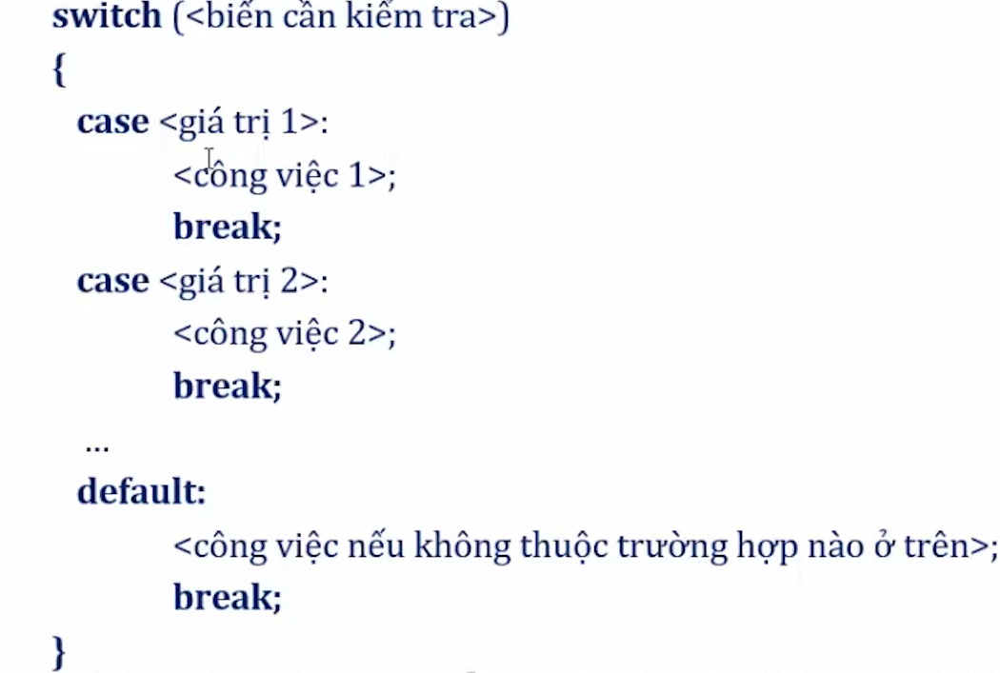 switch (<biến cần kiểm tra>)
{
case <giá trị 1>:
<công việc 1>;
break;
case <giá trị 2>:
<công việc 2>;
break;
...
default:
<công việc nếu không thuộc trường hợp nào ở trên>;
break;
}